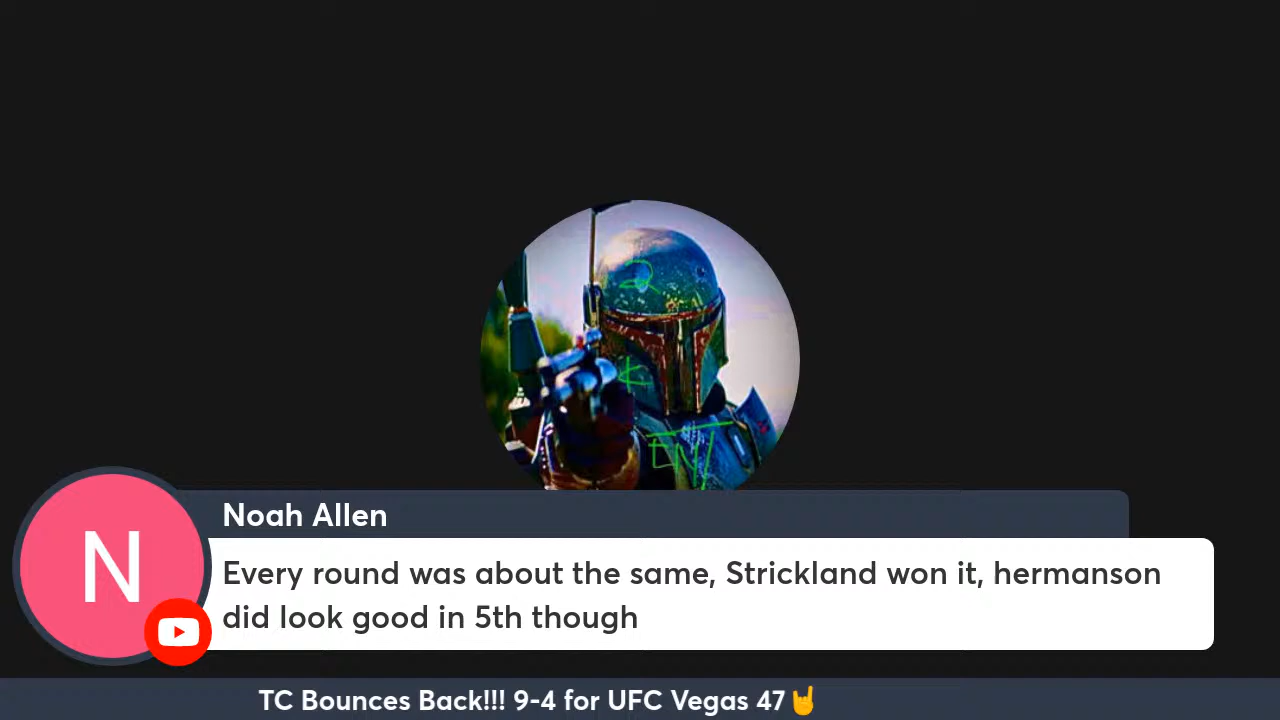 N
Noah Allen
Every round was about the same, Strickland won it, hermanson
did look good in 5th though
TC Bounces Back!!! 9-4 for UFC Vegas 47🤘